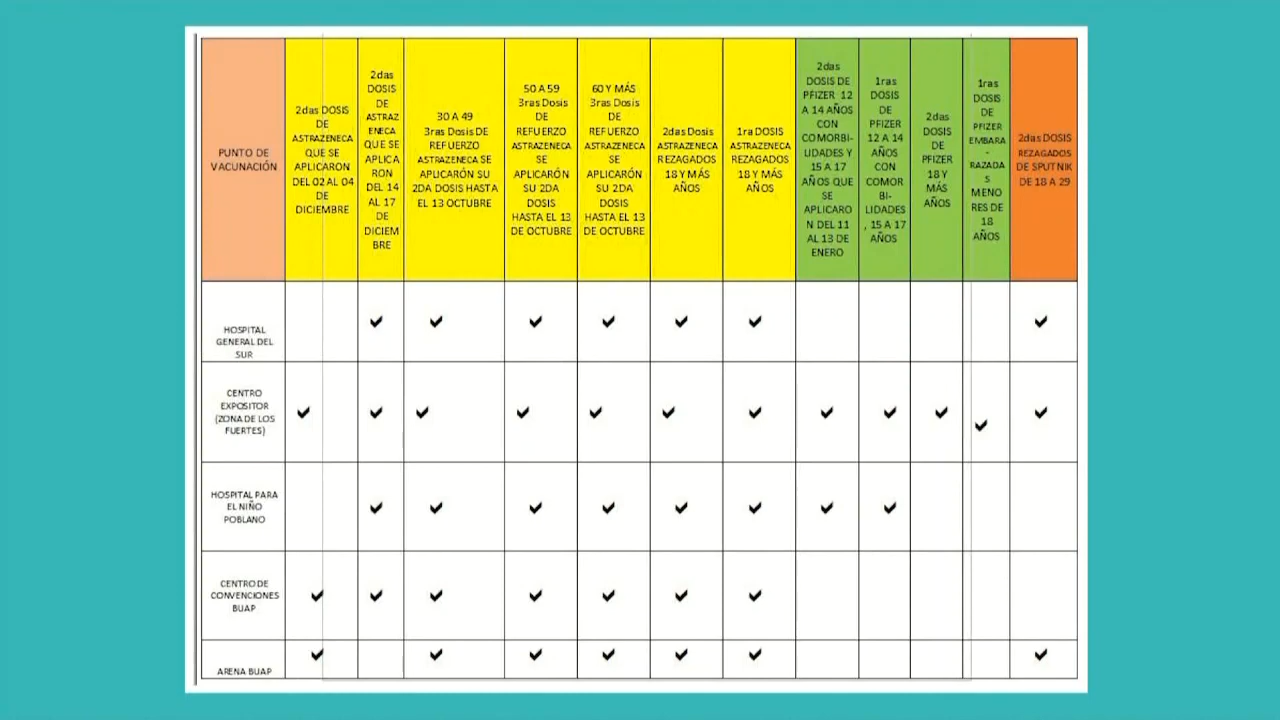 PUNTO DE
VACUNACIÓN
2das DOSIS
DE
ASTRAZENECA
QUE SE
APLICARON
DEL 02 AL 04
DE
DICIEMBRE
2das
DOSIS
DE
ASTRAZ
ENECA
QUE SE
APLICA
RON
DEL 14
AL 17
DE
DICIEM
BRE
30 A 49
3ras Dosis DE
REFUERZO
ASTRAZENECA SE
APLICARÓN SU
2DA DOSIS HASTA
EL 13 OCTUBRE
50 A 59
3ras Dosis
DE
REFUERZO
ASTRAZENECA
SE
APLICARÓN
SU 2DA
DOSIS
HASTA EL 13
DE OCTUBRE
60 Y MÁS
3ras Dosis
DE
REFUERZO
ASTRAZENECA
SE
APLICARÓN
SU 2DA
DOSIS
HASTA EL 13
DE OCTUBRE
2das Dosis
ASTRAZENECA
REZAGADOS
18 Y MÁS
AÑOS
1ra DOSIS
ASTRAZENECA
REZAGADOS
18 Y MÁS
AÑOS
2das
DOSIS DE
PFIZER 12
A 14 AÑOS
CON
COMORBI-
LIDADES Y
15 A 17
AÑOS QUE
SE
APLICARO
N DEL 11
AL 13 DE
ENERO
1ras
DOSIS
DE
PFIZER
12 A 14
AÑOS
CON
COMOR
BI-
LIDADES
, 15 A 17
AÑOS
2das
DOSIS
DE
PFIZER
18 Y
MÁS
AÑOS
1ras
DOSIS
DE
PFIZER
EMBARA
-
RAZADA
S
MENO
RES DE
18
AÑOS
2das DOSIS
REZAGADOS
DE SPUTNIK
DE 18 A 29
HOSPITAL
GENERAL DEL
SUR
CENTRO
EXPOSITOR
(ZONA DE LOS
FUERTES)
HOSPITAL PARA
EL NIÑO
POBLANO
CENTRO DE
CONVENCIONES
BUAP
ARENA BUAP